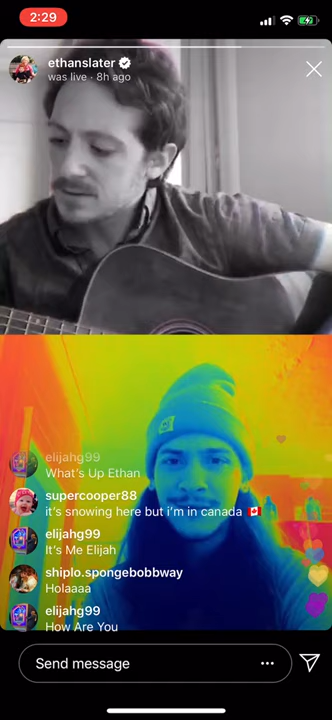 2:29
ethanslater
was live · 8h ago
elijahg99
What's Up Ethan
supercooper88
it's snowing here but i'm in canada 🇨🇦
elijahg99
It's Me Elijah
shiplo.spongebobbway
Holaaaa
elijahg99
How Are You
Send message